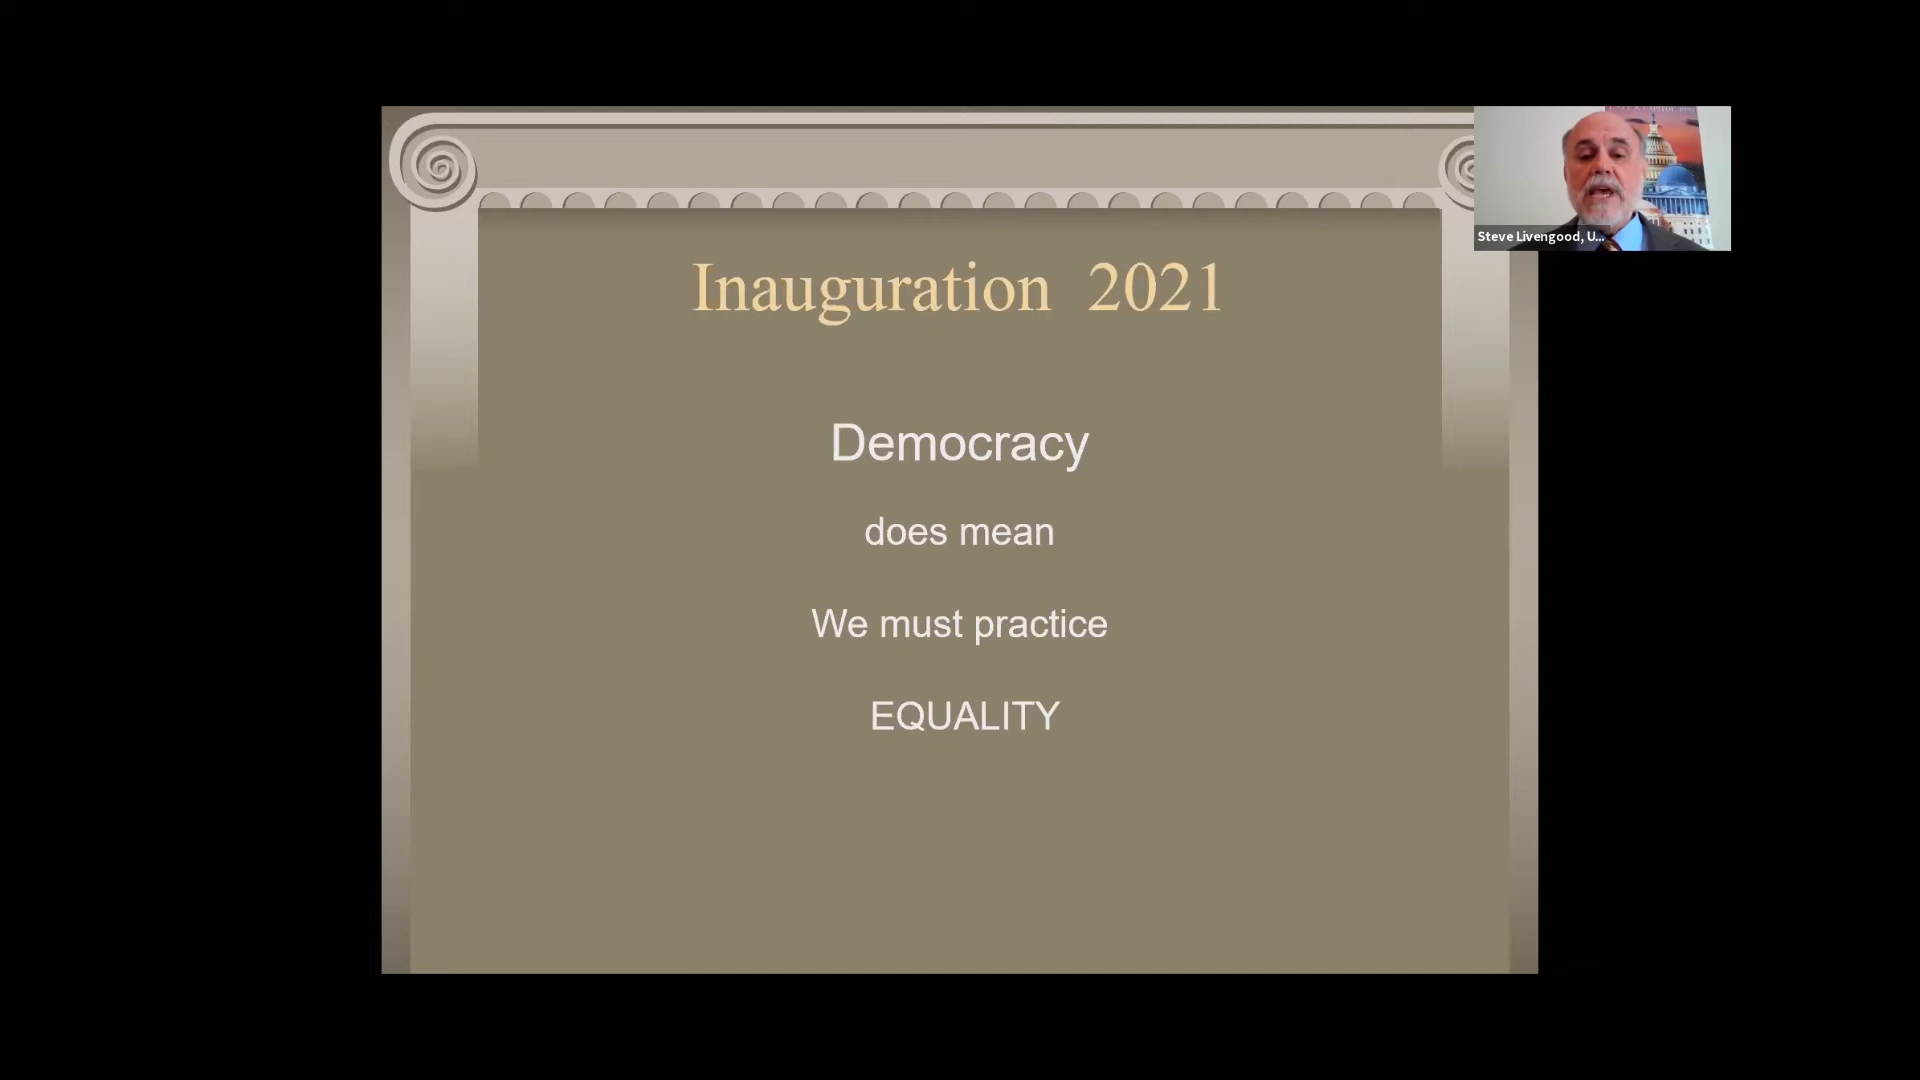 Inauguration 2021
Steve Livengood, U...
Democracy
does mean
We must practice
EQUALITY